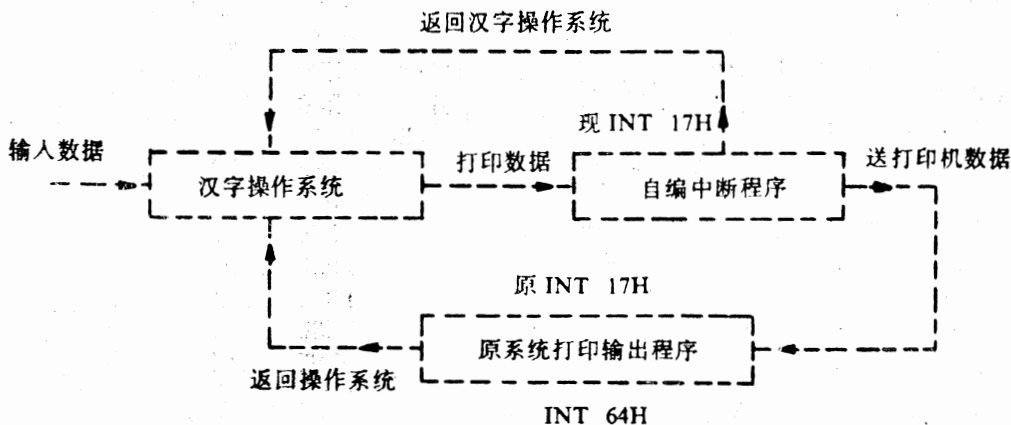 返回汉字操作系统
现 INT 17H
输入数据
汉字操作系统
打印数据
自编中断程序
送打印机数据
原 INT 17H
原系统打印输出程序
返回操作系统
INT 64H